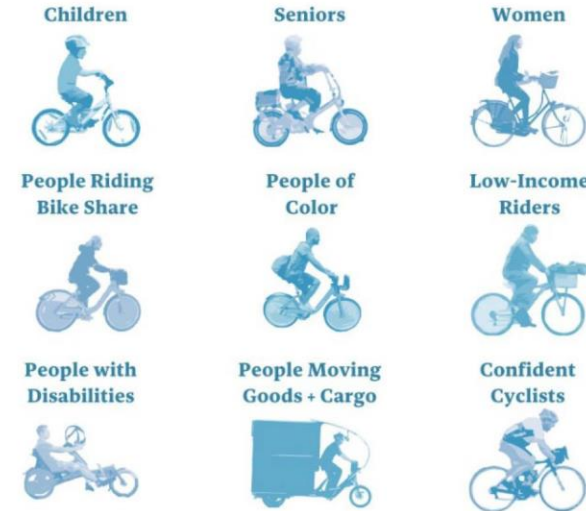 Children
Seniors
Women
People Riding
Bike Share
People of
Color
Low-Income
Riders
People with
Disabilities
People Moving
Goods + Cargo
Confident
Cyclists